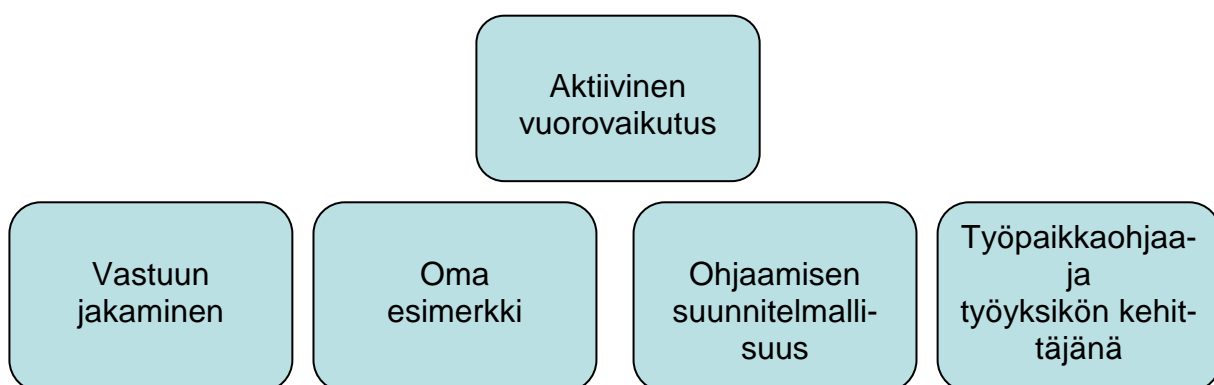 Aktiivinen
vuorovaikutus
Vastuun
jakaminen
Oma
esimerkki
Ohjaamisen
suunnitelmalli-
suus
Työpaikkaohjaa-
ja
työyksikön kehit-
täjänä